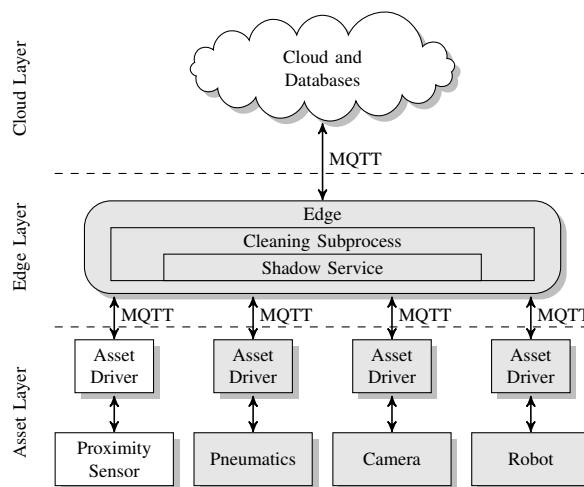 Cloud Layer
Cloud and
Databases
MQTT
Edge Layer
Edge
Cleaning Subprocess
Shadow Service
MQTT
MQTT
MQTT
MQTT
Asset Layer
Asset
Driver
Asset
Driver
Asset
Driver
Asset
Driver
Proximity
Sensor
Pneumatics
Camera
Robot